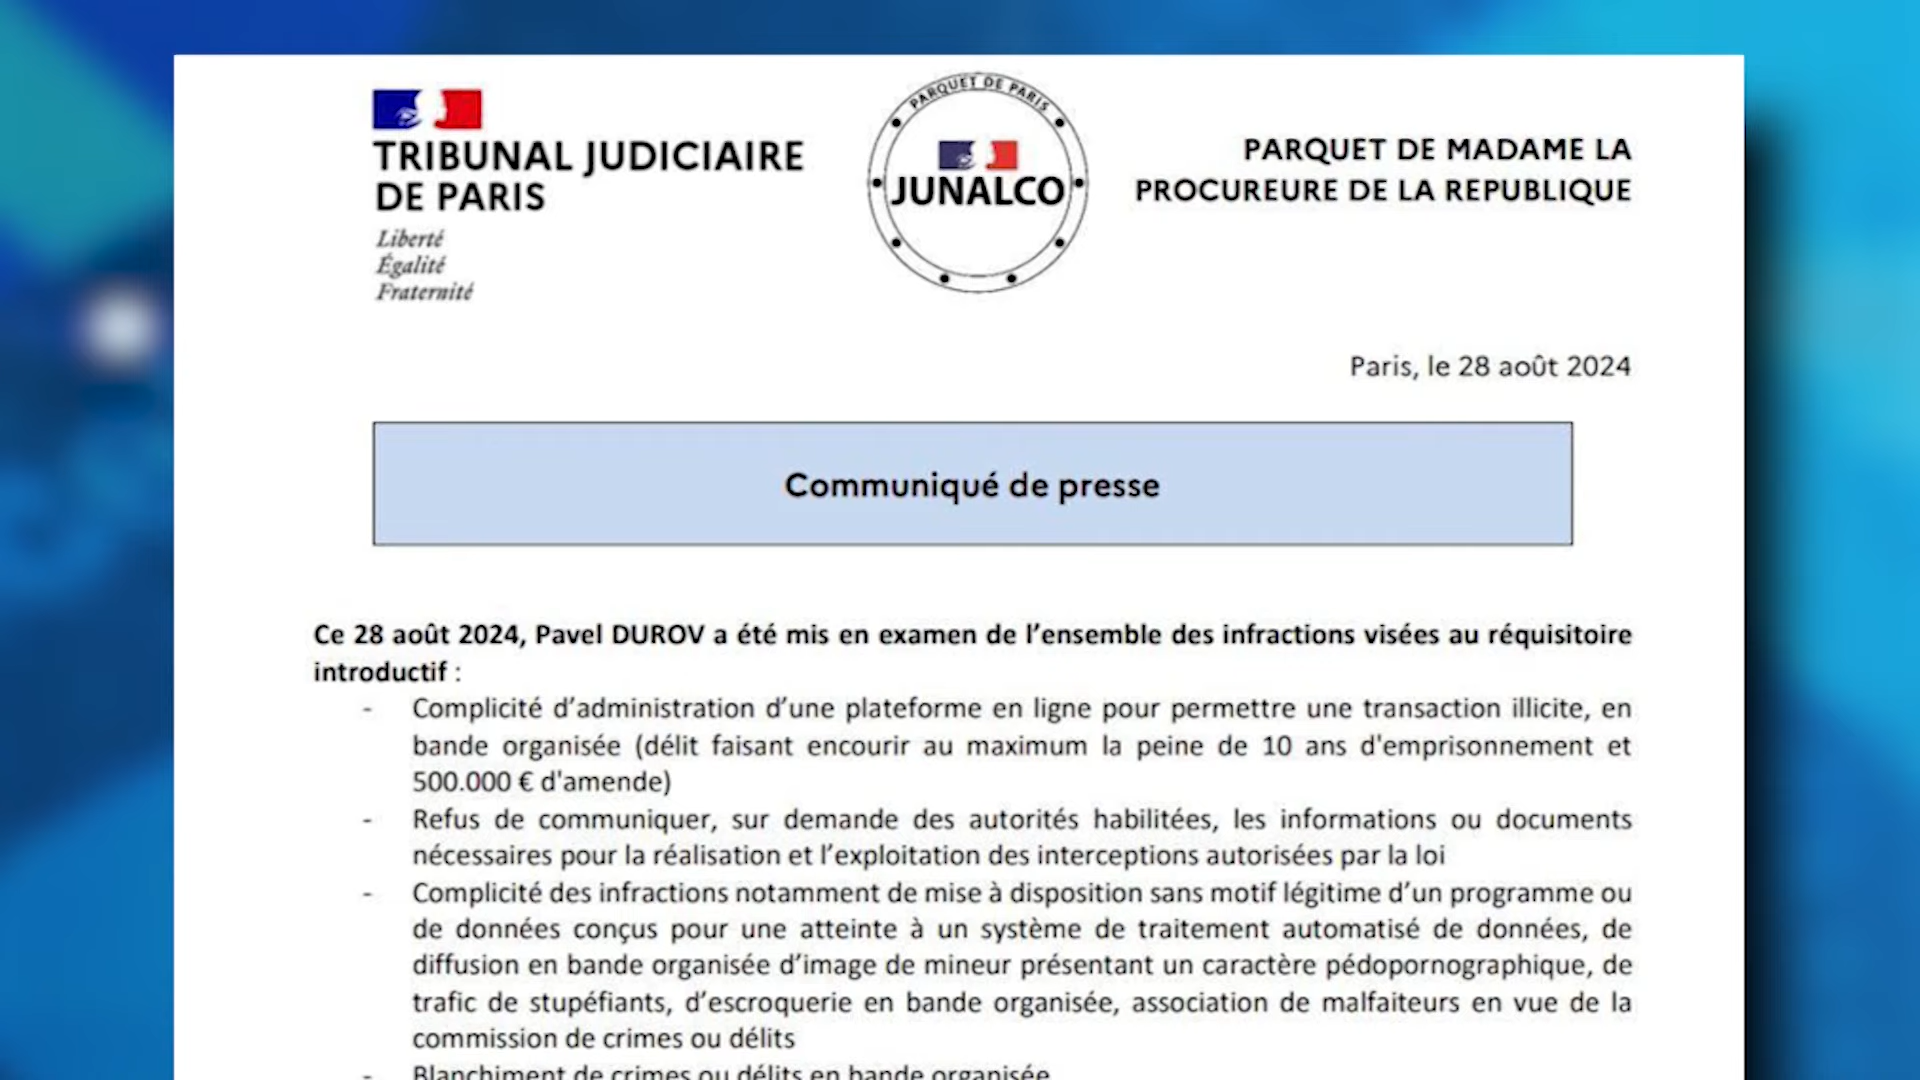 TRIBUNAL JUDICIAIRE
DE PARIS
Liberté
Égalité
Fraternité
PARQUET DE PARIS
JUNALCO
PARQUET DE MADAME LA
PROCUREURE DE LA REPUBLIQUE
Paris, le 28 août 2024
Communiqué de presse
Ce 28 août 2024, Pavel DUROV a été mis en examen de l’ensemble des infractions visées au réquisitoire
introductif :
- Complicité d’administration d’une plateforme en ligne pour permettre une transaction illicite, en
bande organisée (délit faisant encourir au maximum la peine de 10 ans d'emprisonnement et
500.000 € d'amende)
- Refus de communiquer, sur demande des autorités habilitées, les informations ou documents
nécessaires pour la réalisation et l’exploitation des interceptions autorisées par la loi
- Complicité des infractions notamment de mise à disposition sans motif légitime d’un programme ou
de données conçus pour une atteinte à un système de traitement automatisé de données, de
diffusion en bande organisée d’image de mineur présentant un caractère pédopornographique, de
trafic de stupéfiants, d’escroquerie en bande organisée, association de malfaiteurs en vue de la
commission de crimes ou délits
- Blanchiment de crimes ou délits en bande organisée